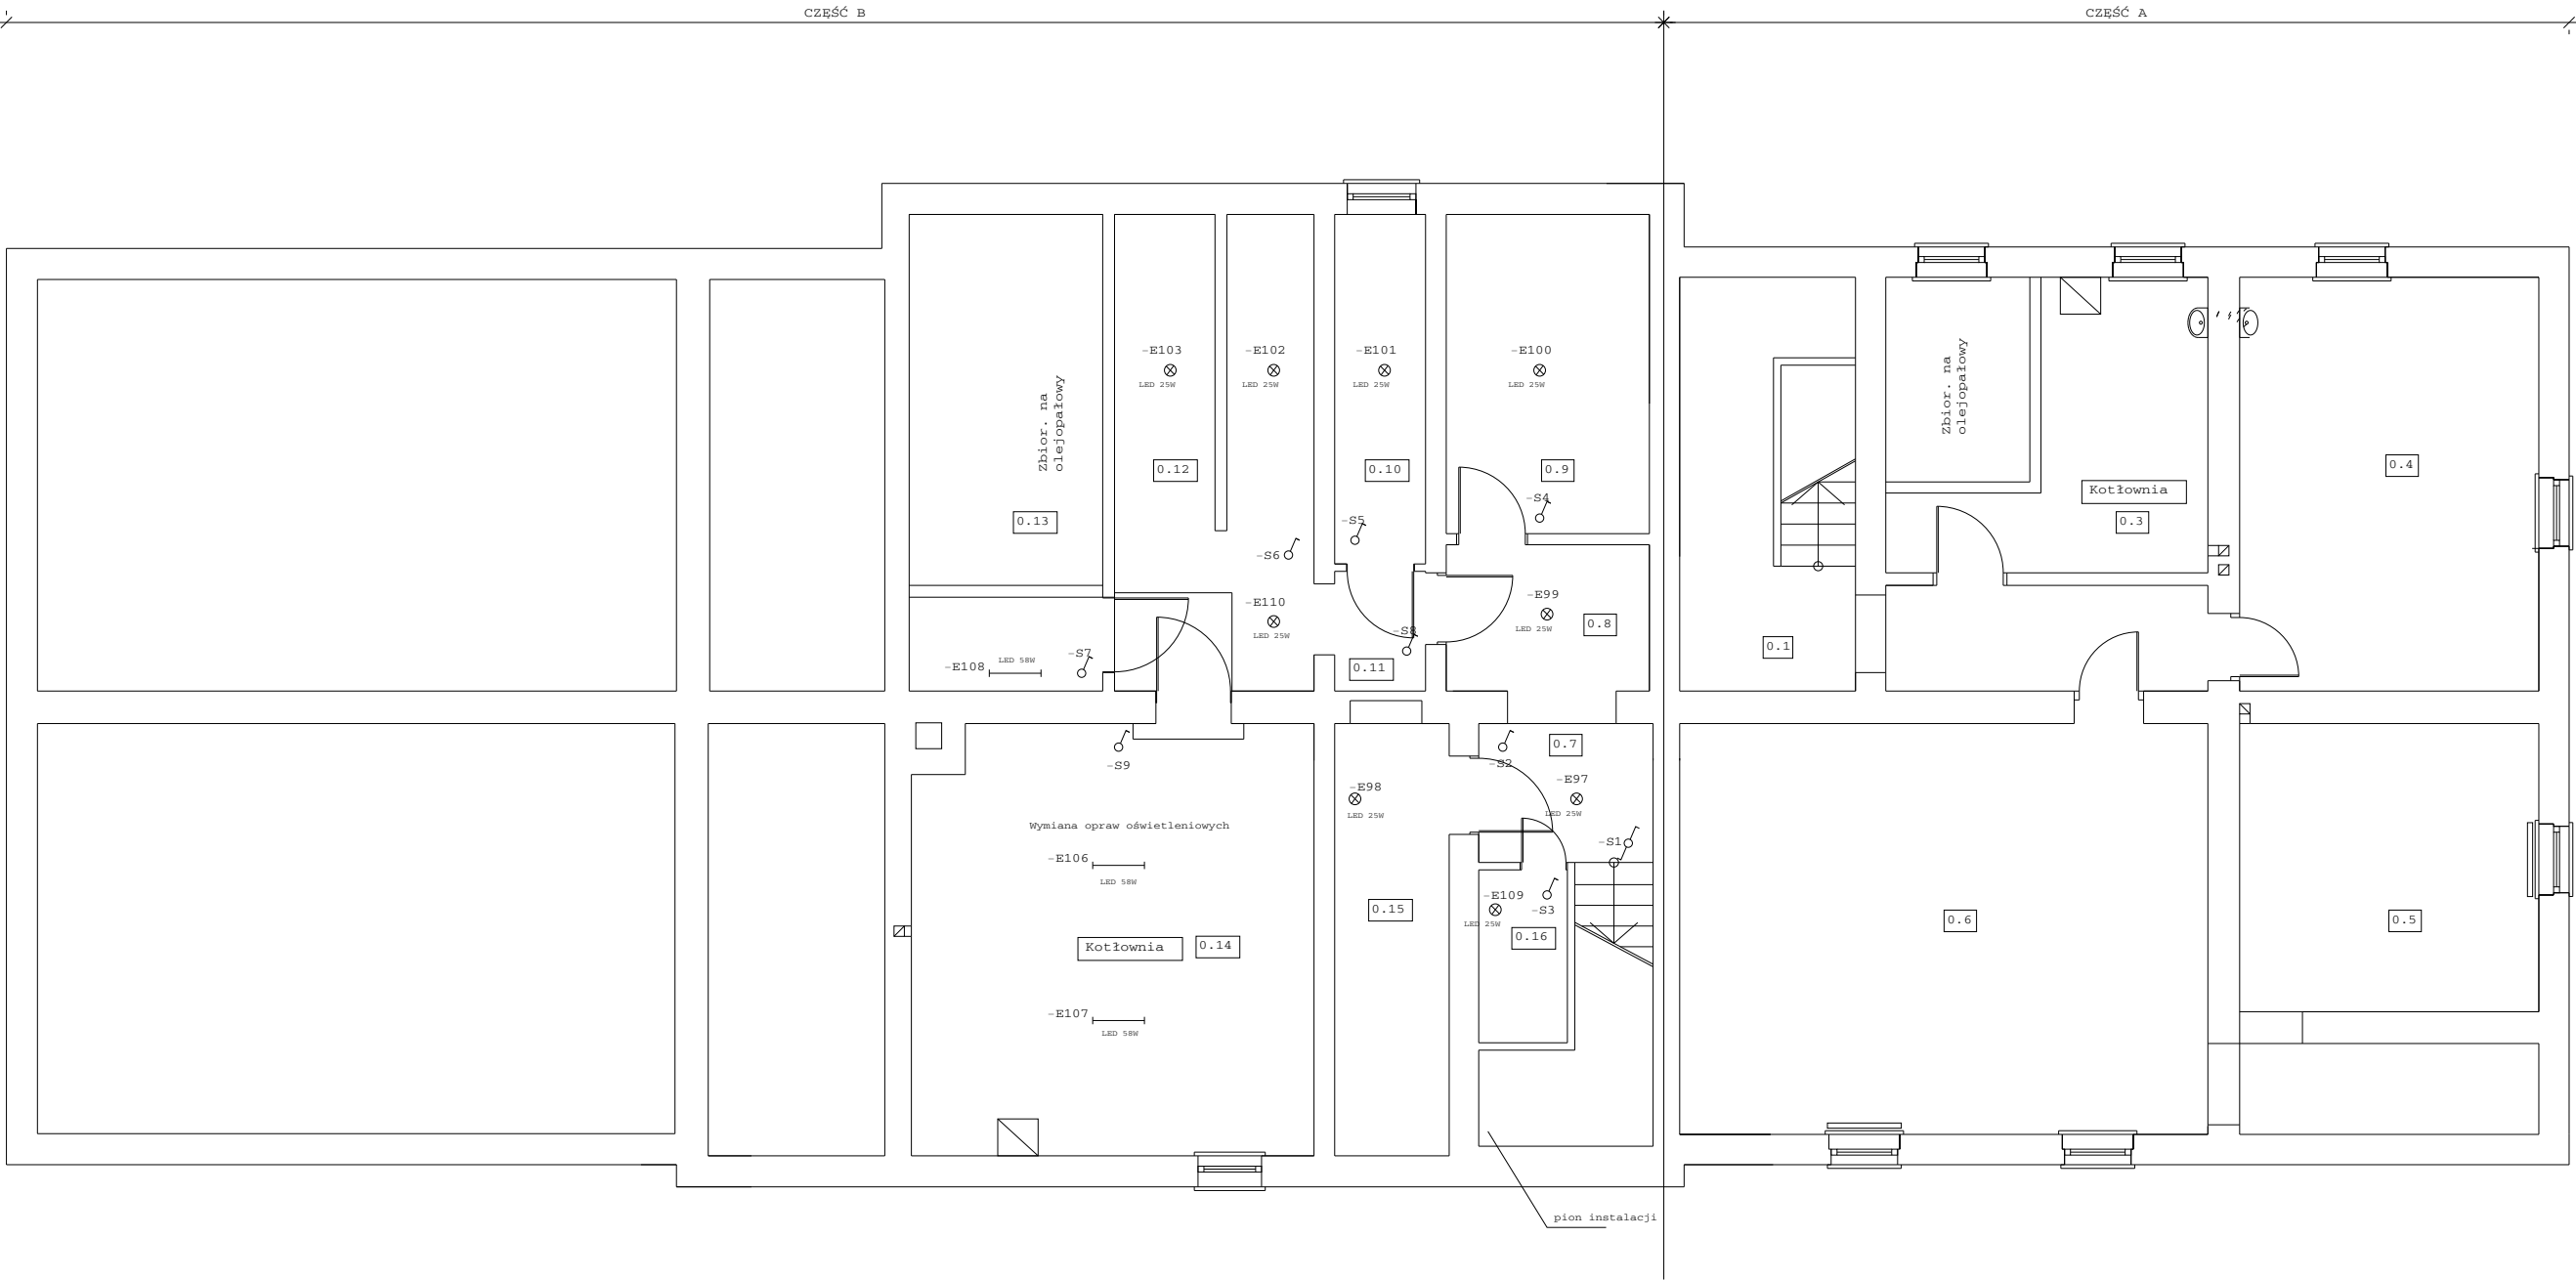 CZĘŚĆ B
CZĘŚĆ A
-E103
LED 25W
-E102
LED 25W
-E101
LED 25W
-E100
LED 25W
Zbior. na
olejopałowy
Zbior. na
olejopałowy
0.12
0.10
0.9
0.4
Kotłownia
0.3
0.13
-S4
-S5
-S6
-E110
LED 25W
-S8
-E99
LED 25W
0.8
0.1
-E108
LED 58W
-S7
0.11
-S9
-S2
0.7
-E98
LED 25W
-E97
LED 25W
Wymiana opraw oświetleniowych
-E106
LED 58W
-S1
-E109
LED 25W
-S3
0.15
0.16
0.6
0.5
Kotłownia
0.14
-E107
LED 58W
pion instalacji